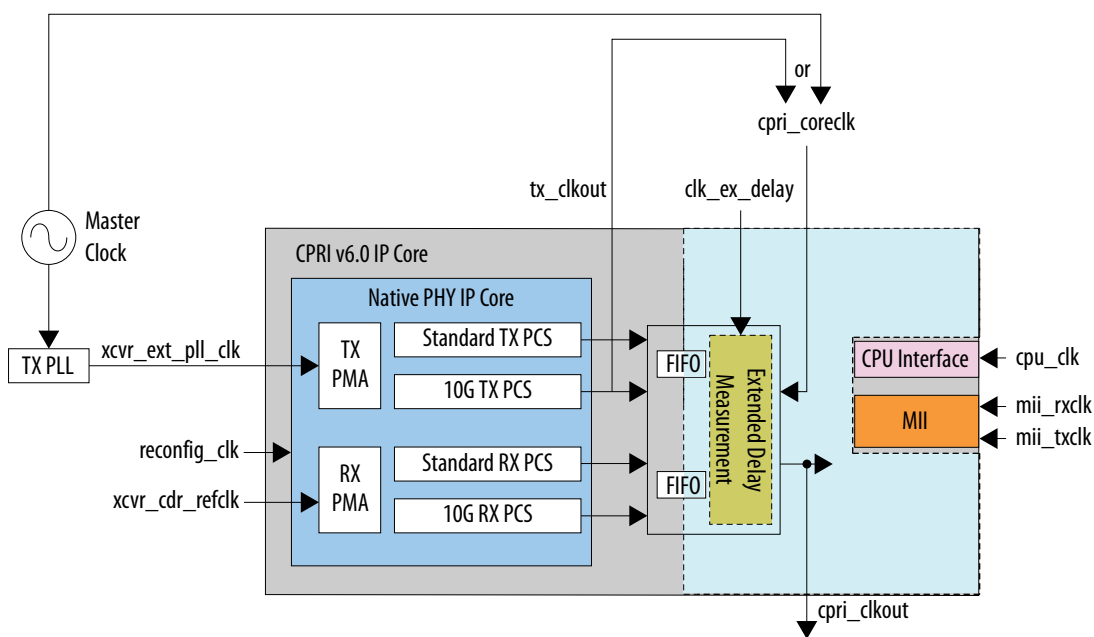 or
cpri_coreclk
tx_clkout
clk_ex_delay
Master
Clock
CPRI v6.0 IP Core
Native PHY IP Core
TX
PMA
Standard TX PCS
10G TX PCS
TX PLL
xcvr_ext_pll_clk
FIFO
Extended Delay
Measurement
CPU Interface
cpu_clk
MII
mii_rxclk
mii_txclk
reconfig_clk
xcvr_cdr_refclk
RX
PMA
Standard RX PCS
10G RX PCS
FIFO
cpri_clkout